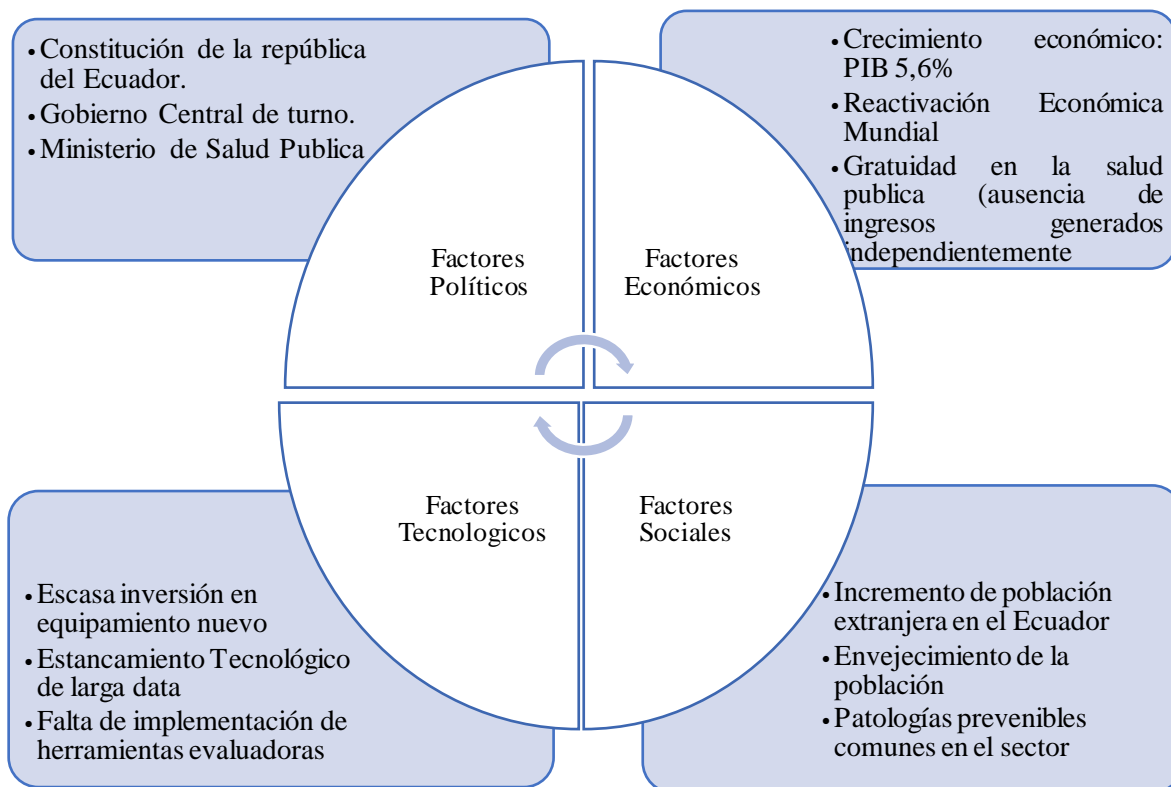 • Constitución de la república
del Ecuador.
• Gobierno Central de turno.
• Ministerio de Salud Publica
• Crecimiento económico:
PIB 5,6%
• Reactivación Económica
Mundial
• Gratuidad en la salud
publica (ausencia de
ingresos generados
independientemente
Factores
Políticos
Factores
Económicos
Factores
Tecnologicos
Factores
Sociales
• Escasa inversión en
equipamiento nuevo
• Estancamiento Tecnológico
de larga data
• Falta de implementación de
herramientas evaluadoras
• Incremento de población
extranjera en el Ecuador
• Envejecimiento de la
población
• Patologías prevenibles
comunes en el sector